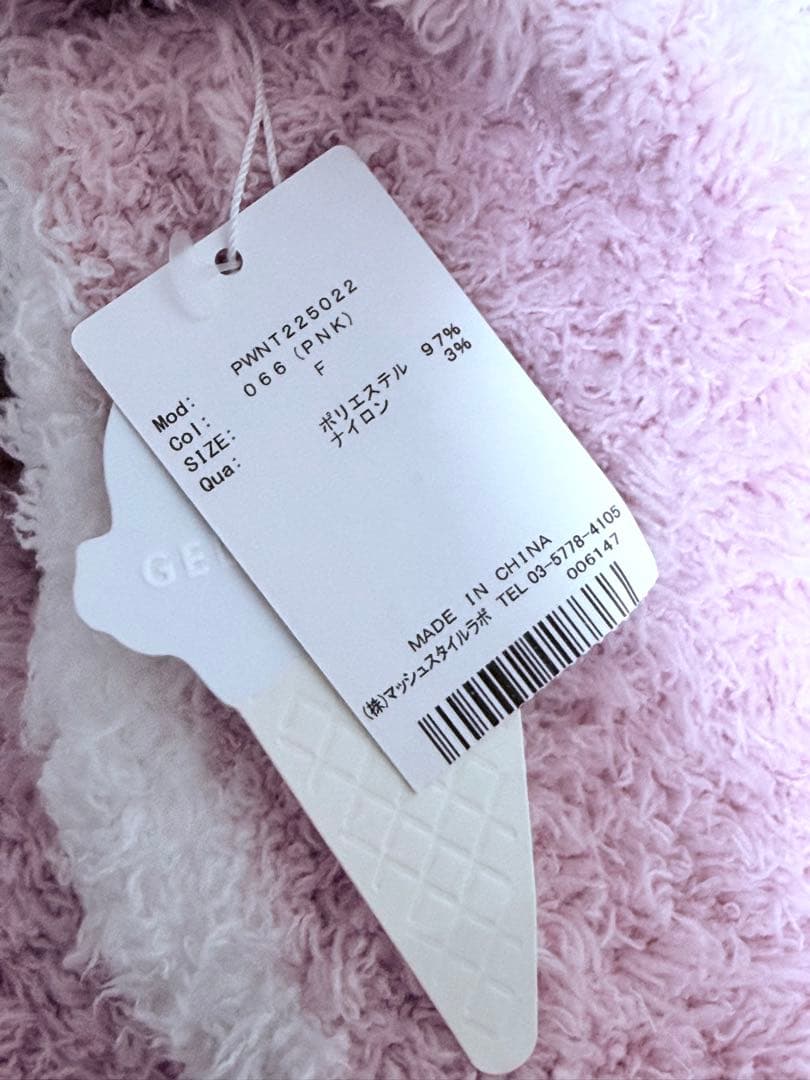 Mod: PWNT225022
Col: 066 (PNK)
SIZE: F
Qua: ポリエステル 97%
ナイロン 3%
GE
MADE IN CHINA
(株)マッシュスタイルラボ TEL 03-5778-4105
006147